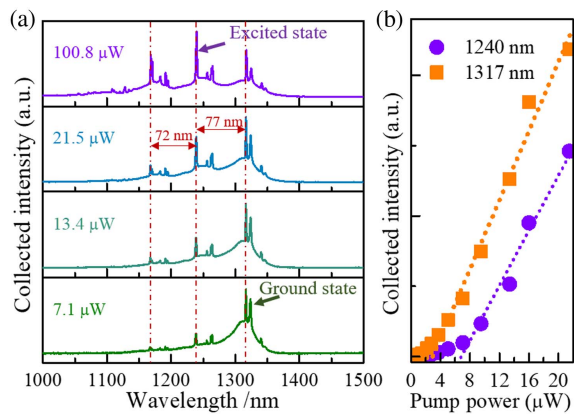 (a)
100.8 μW
Excited state
21.5 μW
72 nm
77 nm
13.4 μW
7.1 μW
Ground state
Collected intensity (a.u.)
1000 1100 1200 1300 1400 1500
Wavelength /nm
(b)
1240 nm
1317 nm
Collected intensity (a.u.)
0 4 8 12 16 20
Pump power (μW)